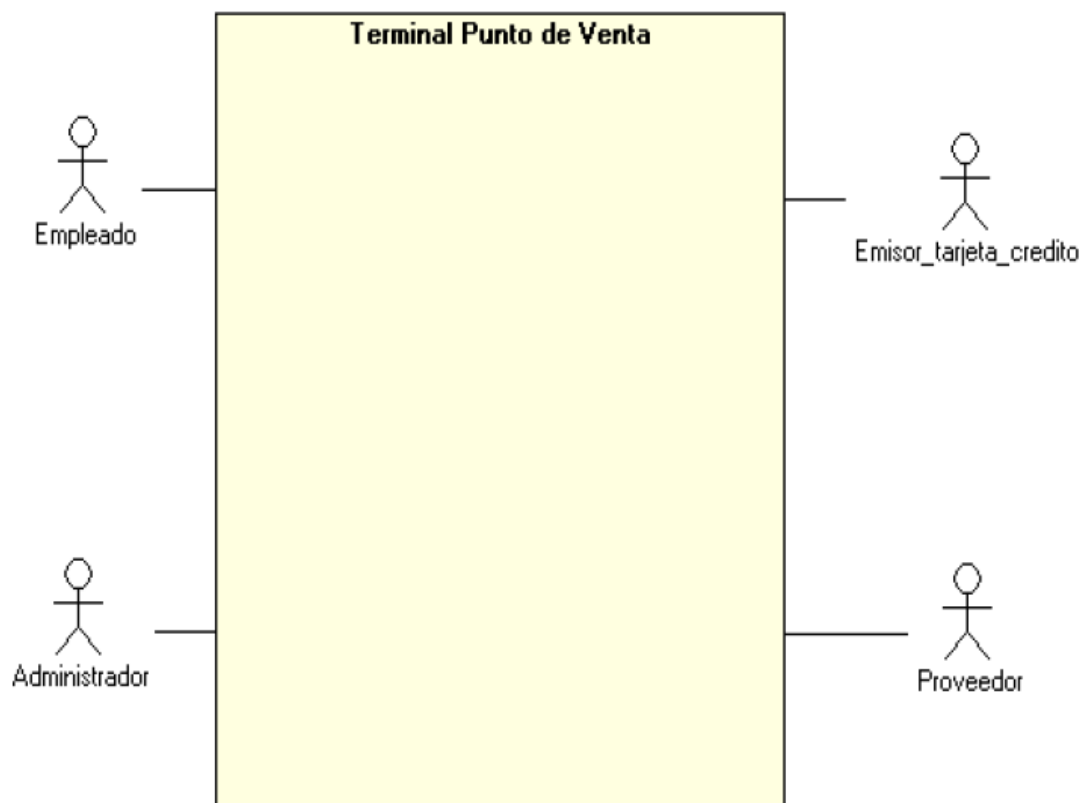 Terminal Punto de Venta
Empleado
Emisor_tarjeta_credito
Administrador
Proveedor